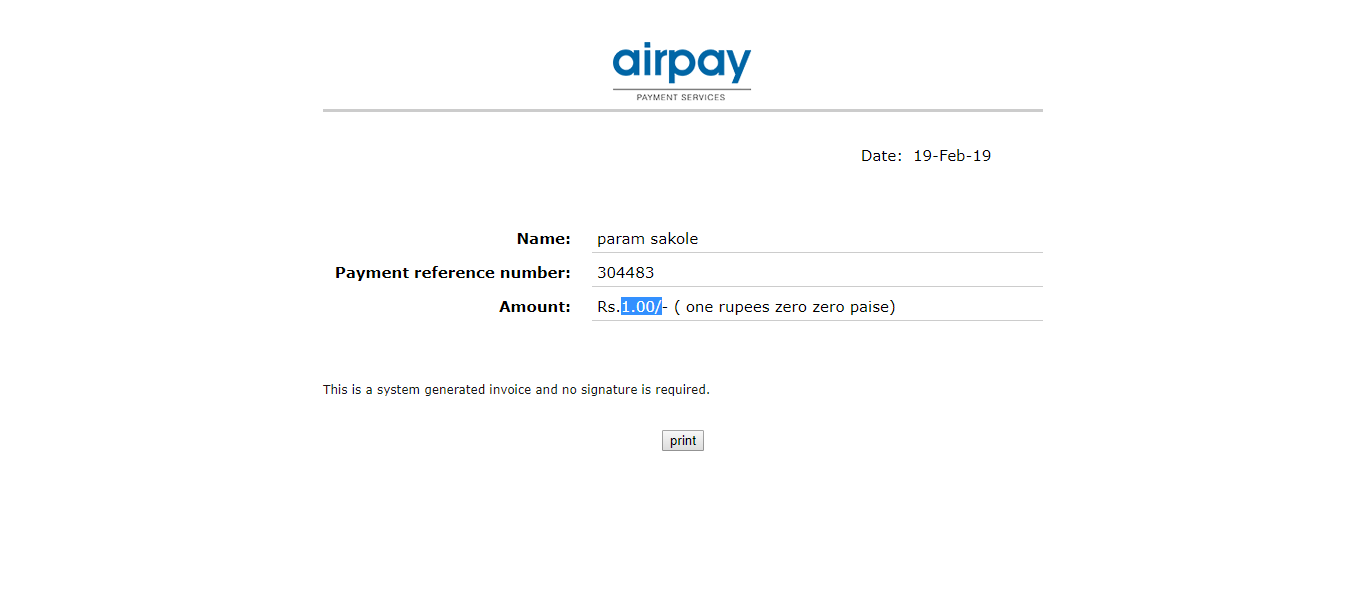 airpay
PAYMENT SERVICES
Date: 19-Feb-19
Name: param sakole
Payment reference number: 304483
Amount: Rs.1.00/- ( one rupees zero zero paise)
This is a system generated invoice and no signature is required.
print